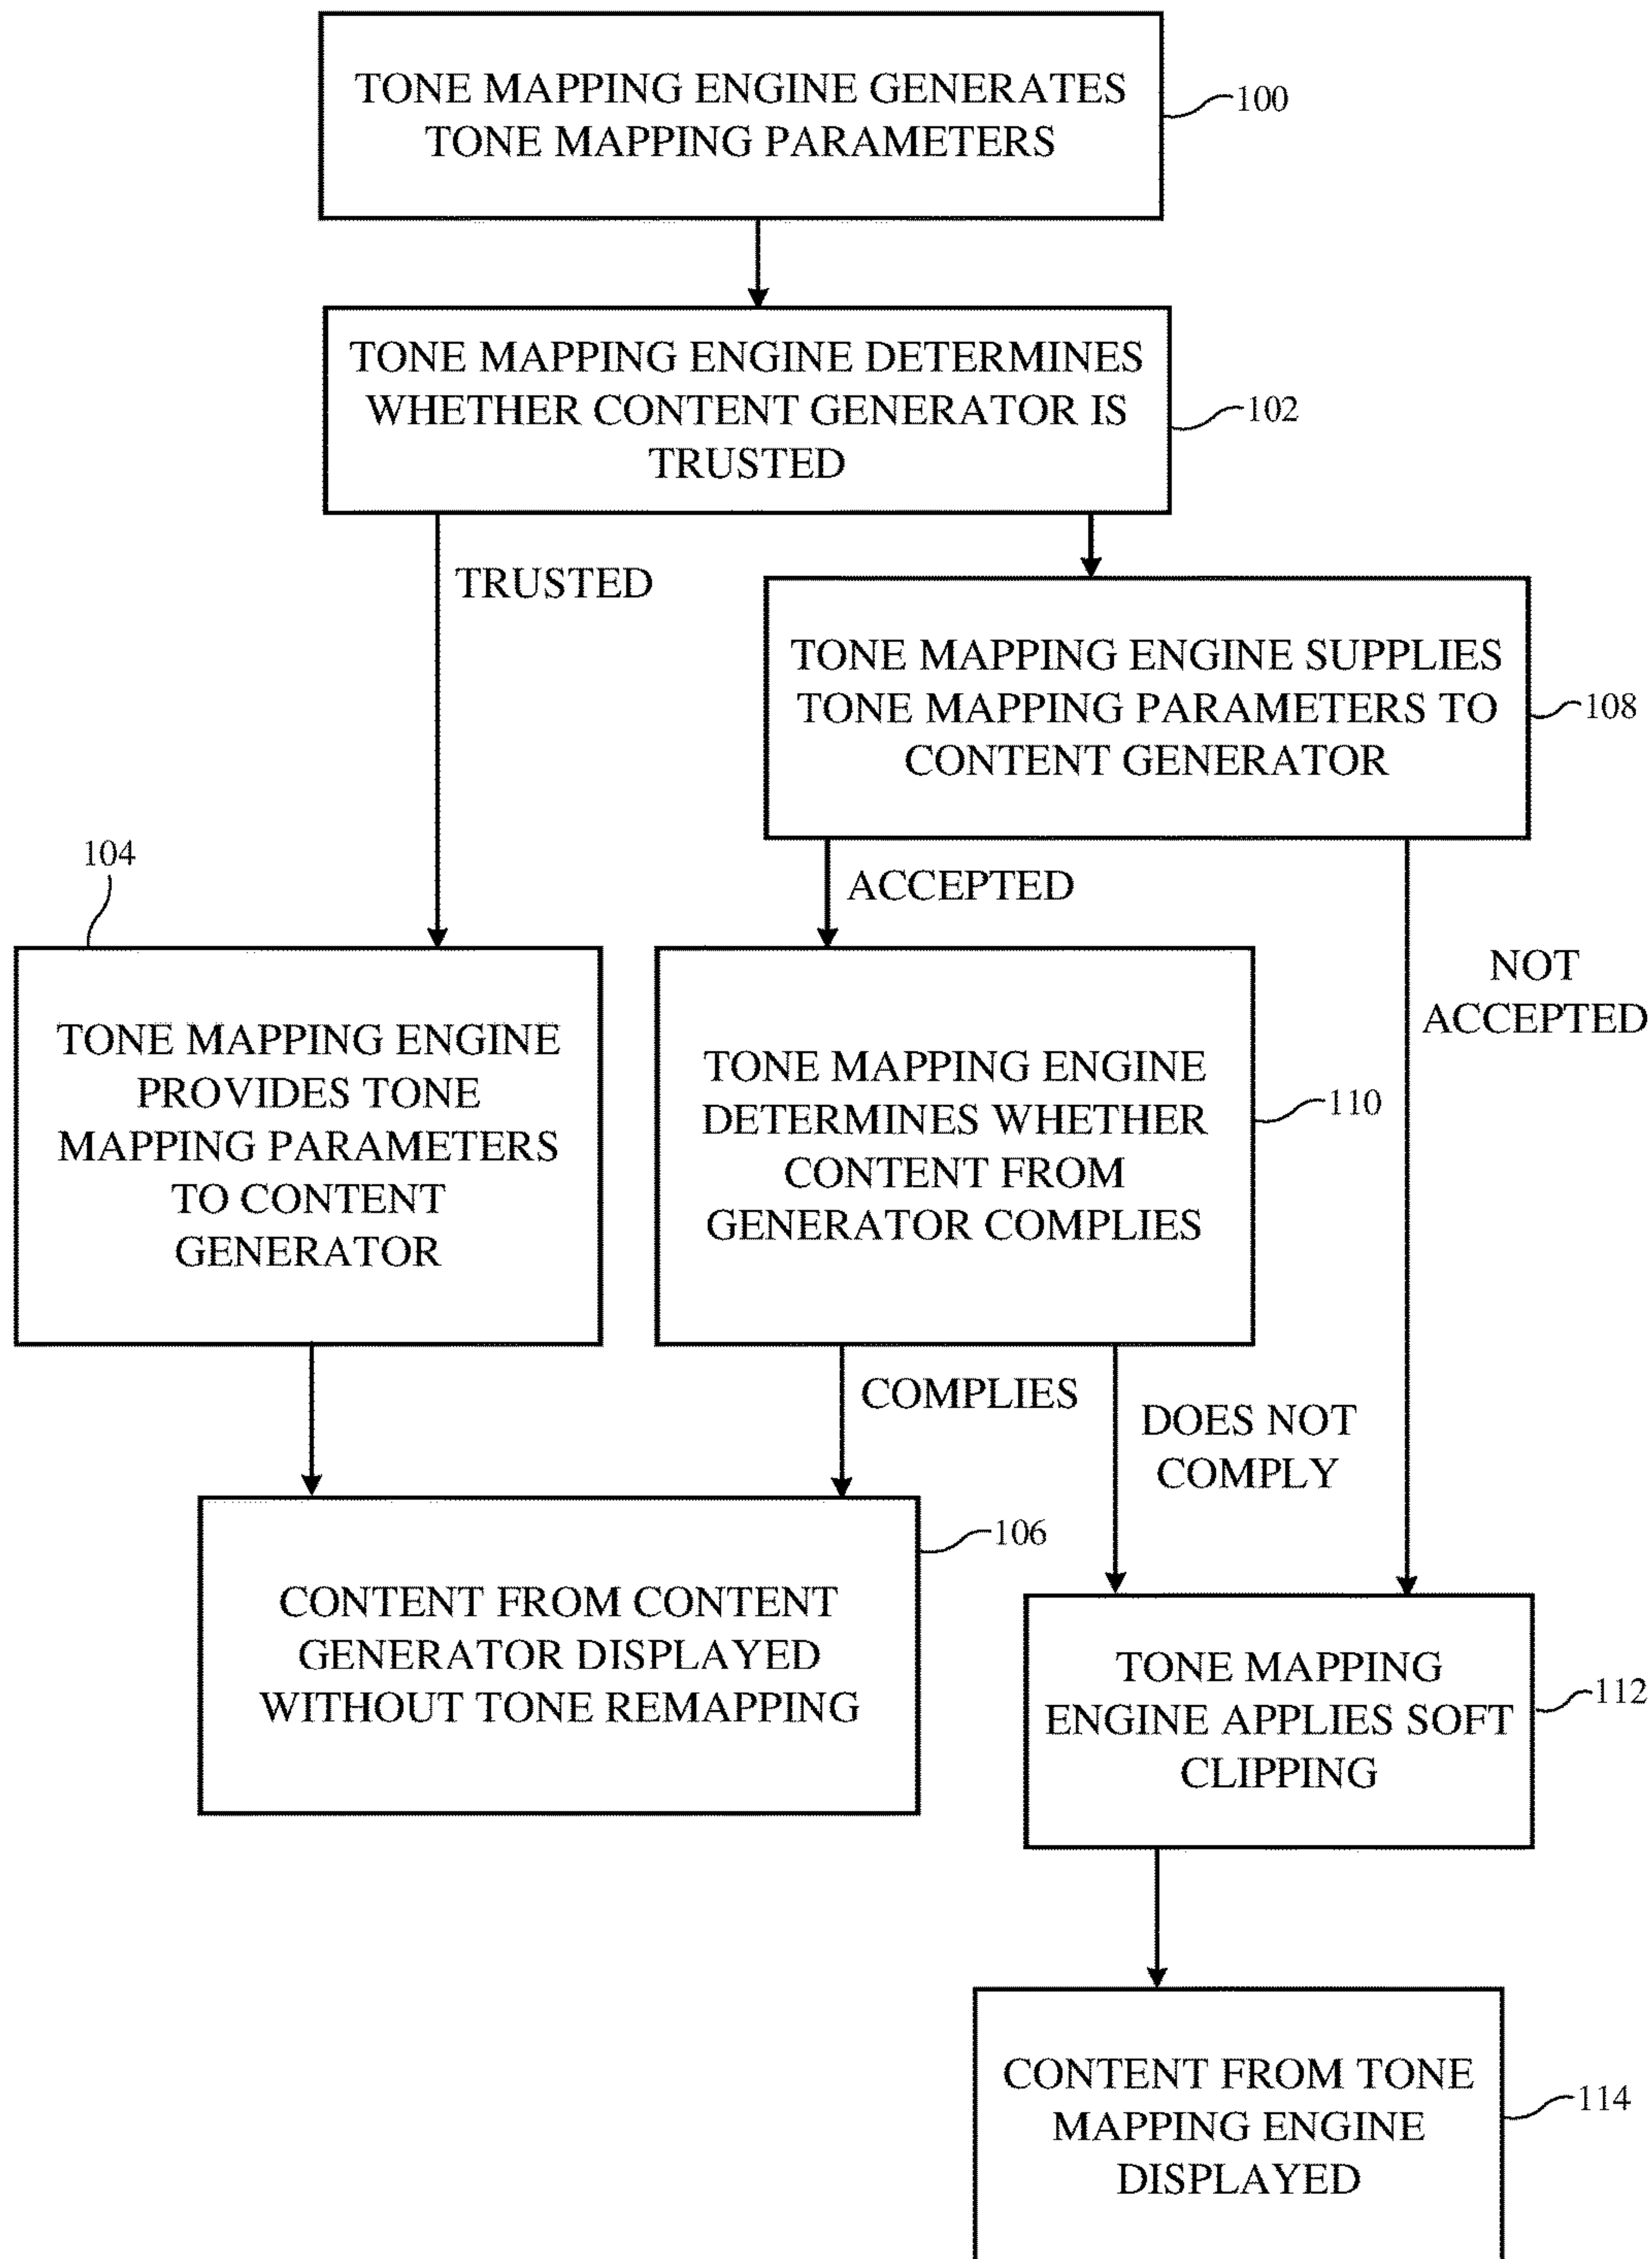 TONE MAPPING ENGINE GENERATES
TONE MAPPING PARAMETERS
100
TONE MAPPING ENGINE DETERMINES
WHETHER CONTENT GENERATOR IS
TRUSTED
102
TRUSTED
TONE MAPPING ENGINE SUPPLIES
TONE MAPPING PARAMETERS TO
CONTENT GENERATOR
108
104
ACCEPTED
NOT
ACCEPTED
TONE MAPPING ENGINE
PROVIDES TONE
MAPPING PARAMETERS
TO CONTENT
GENERATOR
TONE MAPPING ENGINE
DETERMINES WHETHER
CONTENT FROM
GENERATOR COMPLIES
110
COMPLIES
DOES NOT
COMPLY
CONTENT FROM CONTENT
GENERATOR DISPLAYED
WITHOUT TONE REMAPPING
106
TONE MAPPING
ENGINE APPLIES SOFT
CLIPPING
112
CONTENT FROM TONE
MAPPING ENGINE
DISPLAYED
114